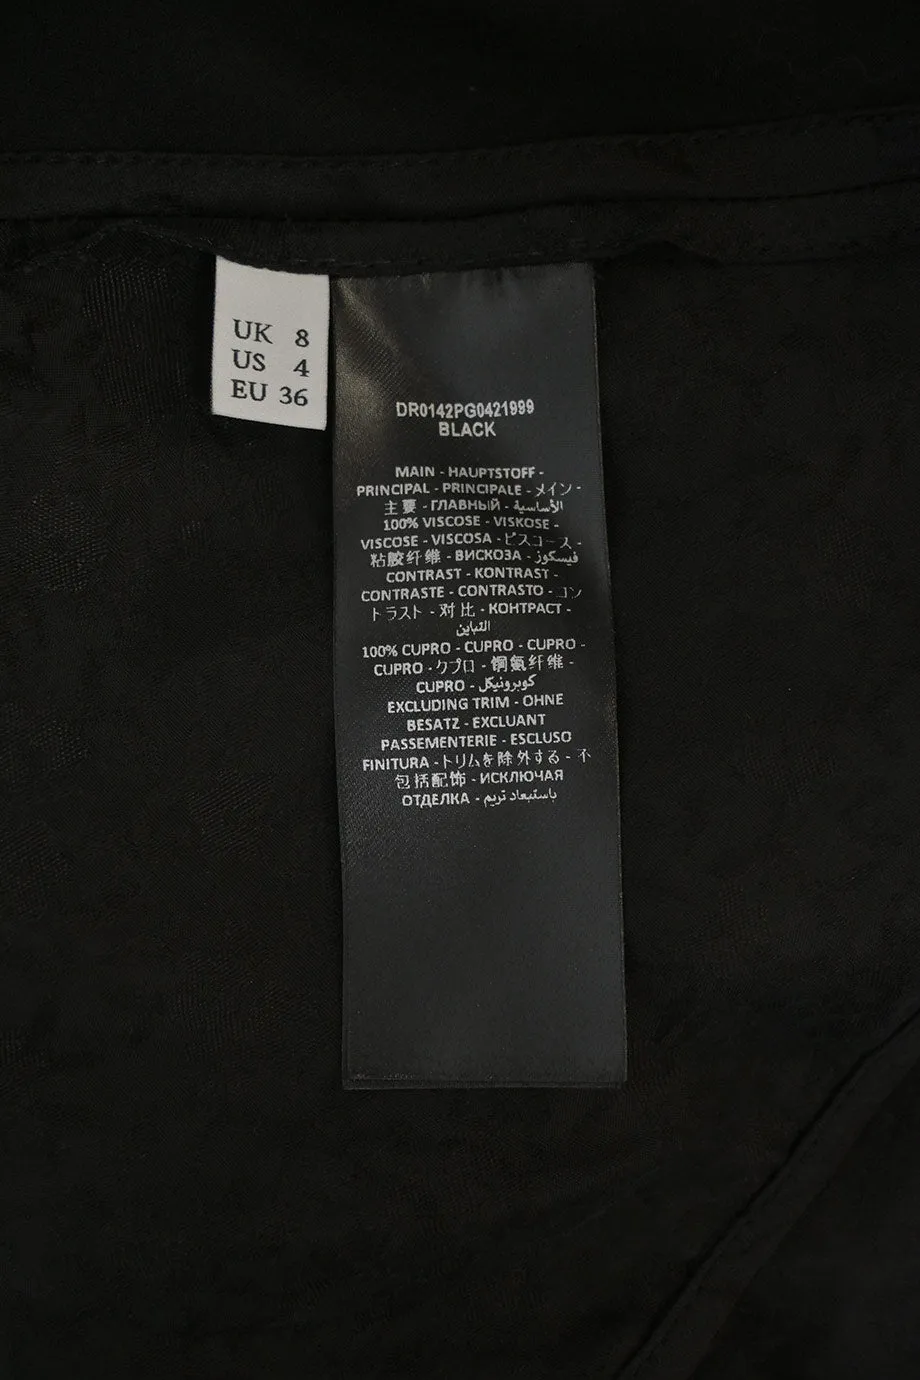 UK 8
US 4
EU 36
DR0142PG0421999
BLACK
MAIN - HAUPTSTOFF -
PRINCIPAL - PRINCIPALE - メイン -
主要 - ГЛАВНЫЙ - الأساسية
100% VISCOSE - VISKOSE -
VISCOSE - VISCOSA - ビスコース -
粘胶纤维 - ВИСКОЗА - فيسكوز
CONTRAST - KONTRAST -
CONTRASTE - CONTRASTO - コン
トラスト - 对比 - КОНТРАСТ -
التباين
100% CUPRO - CUPRO - CUPRO -
CUPRO - クプロ - 铜氨纤维 -
CUPRO - كوبرونيكل
EXCLUDING TRIM - OHNE
BESATZ - EXCLUANT
PASSEMENTERIE - ESCLUSO
FINITURA - トリムを除外する - 不
包括配饰 - ИСКЛЮЧАЯ
ОТДЕЛКА - باستبعاد تريم